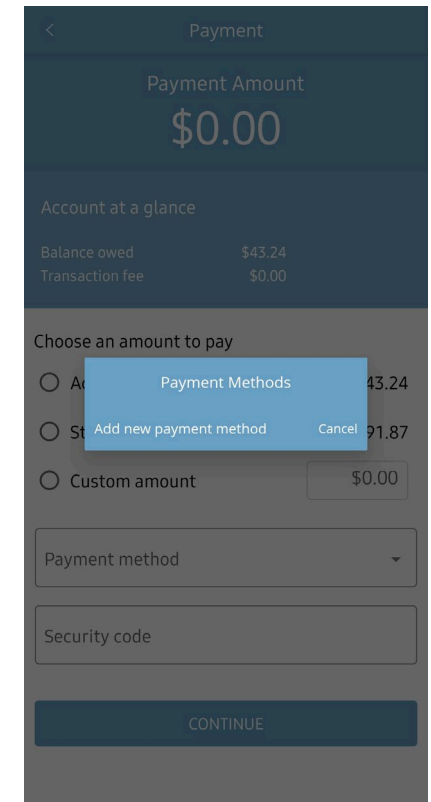 Payment
Payment Amount
$0.00
Account at a glance
Balance owed $43.24
Transaction fee $0.00
Choose an amount to pay
Payment Methods
43.24
Add new payment method Cancel
91.87
Custom amount $0.00
Payment method
Security code
CONTINUE